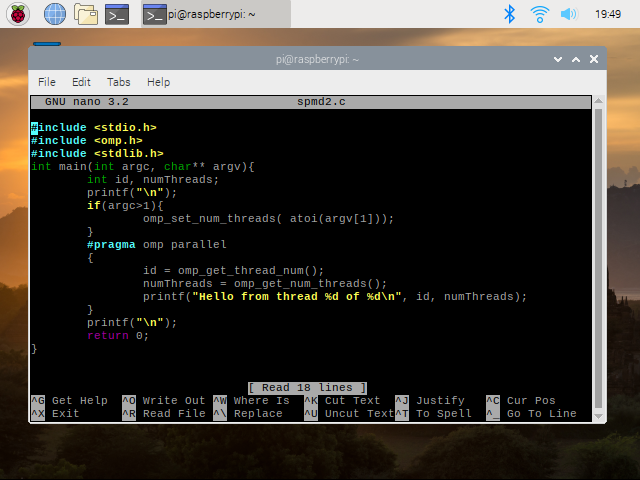 pi@raspberrypi: ~
19:49
pi@raspberrypi: ~
File Edit Tabs Help
GNU nano 3.2 spmd2.c
#include <stdio.h>
#include <omp.h>
#include <stdlib.h>
int main(int argc, char** argv){
int id, numThreads;
printf("\n");
if(argc>1){
omp_set_num_threads( atoi(argv[1]));
}
#pragma omp parallel
{
id = omp_get_thread_num();
numThreads = omp_get_num_threads();
printf("Hello from thread %d of %d\n", id, numThreads);
}
printf("\n");
return 0;
}
[ Read 18 lines ]
^G Get Help ^O Write Out ^W Where Is ^K Cut Text ^J Justify ^C Cur Pos
^X Exit ^R Read File ^\ Replace ^U Uncut Text ^T To Spell ^_ Go To Line